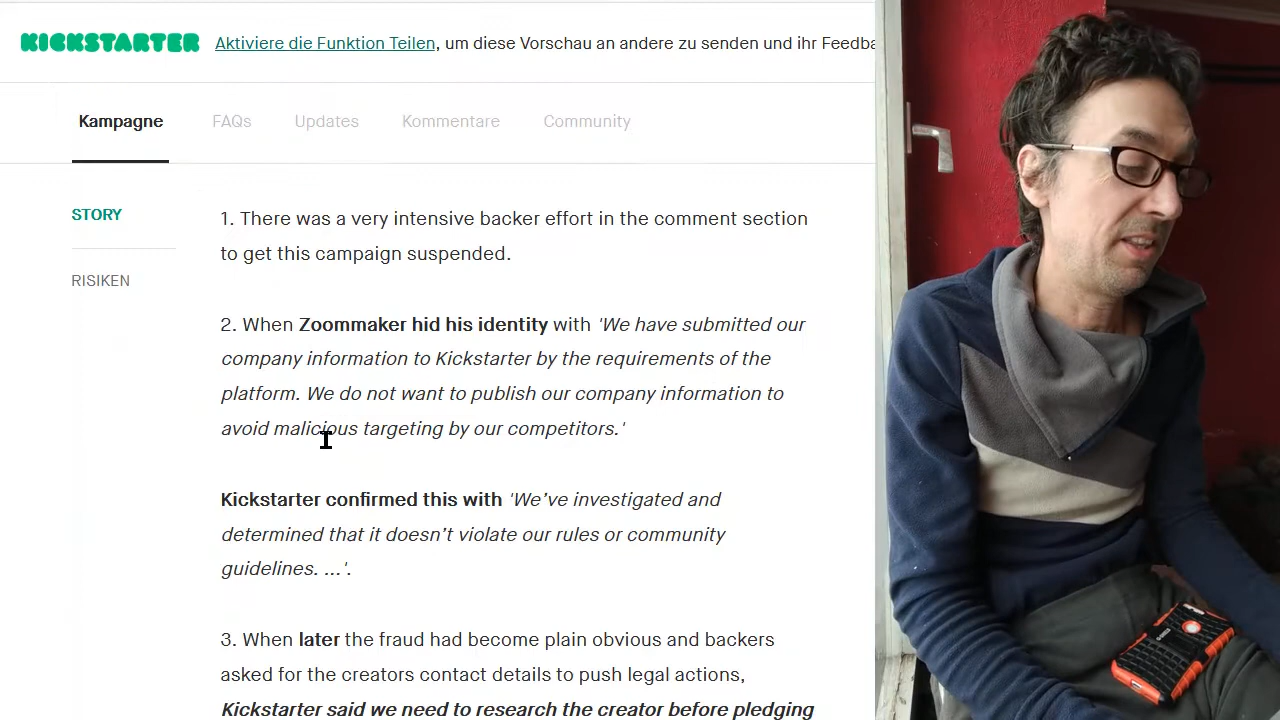 KICKSTARTER Aktiviere die Funktion Teilen, um diese Vorschau an andere zu senden und ihr Feedba
Kampagne FAQs Updates Kommentare Community
STORY
RISIKEN
1. There was a very intensive backer effort in the comment section
to get this campaign suspended.
2. When Zoommaker hid his identity with 'We have submitted our
company information to Kickstarter by the requirements of the
platform. We do not want to publish our company information to
avoid malicious targeting by our competitors.'
Kickstarter confirmed this with 'We’ve investigated and
determined that it doesn’t violate our rules or community
guidelines. ...'.
3. When later the fraud had become plain obvious and backers
asked for the creators contact details to push legal actions,
Kickstarter said we need to research the creator before pledging